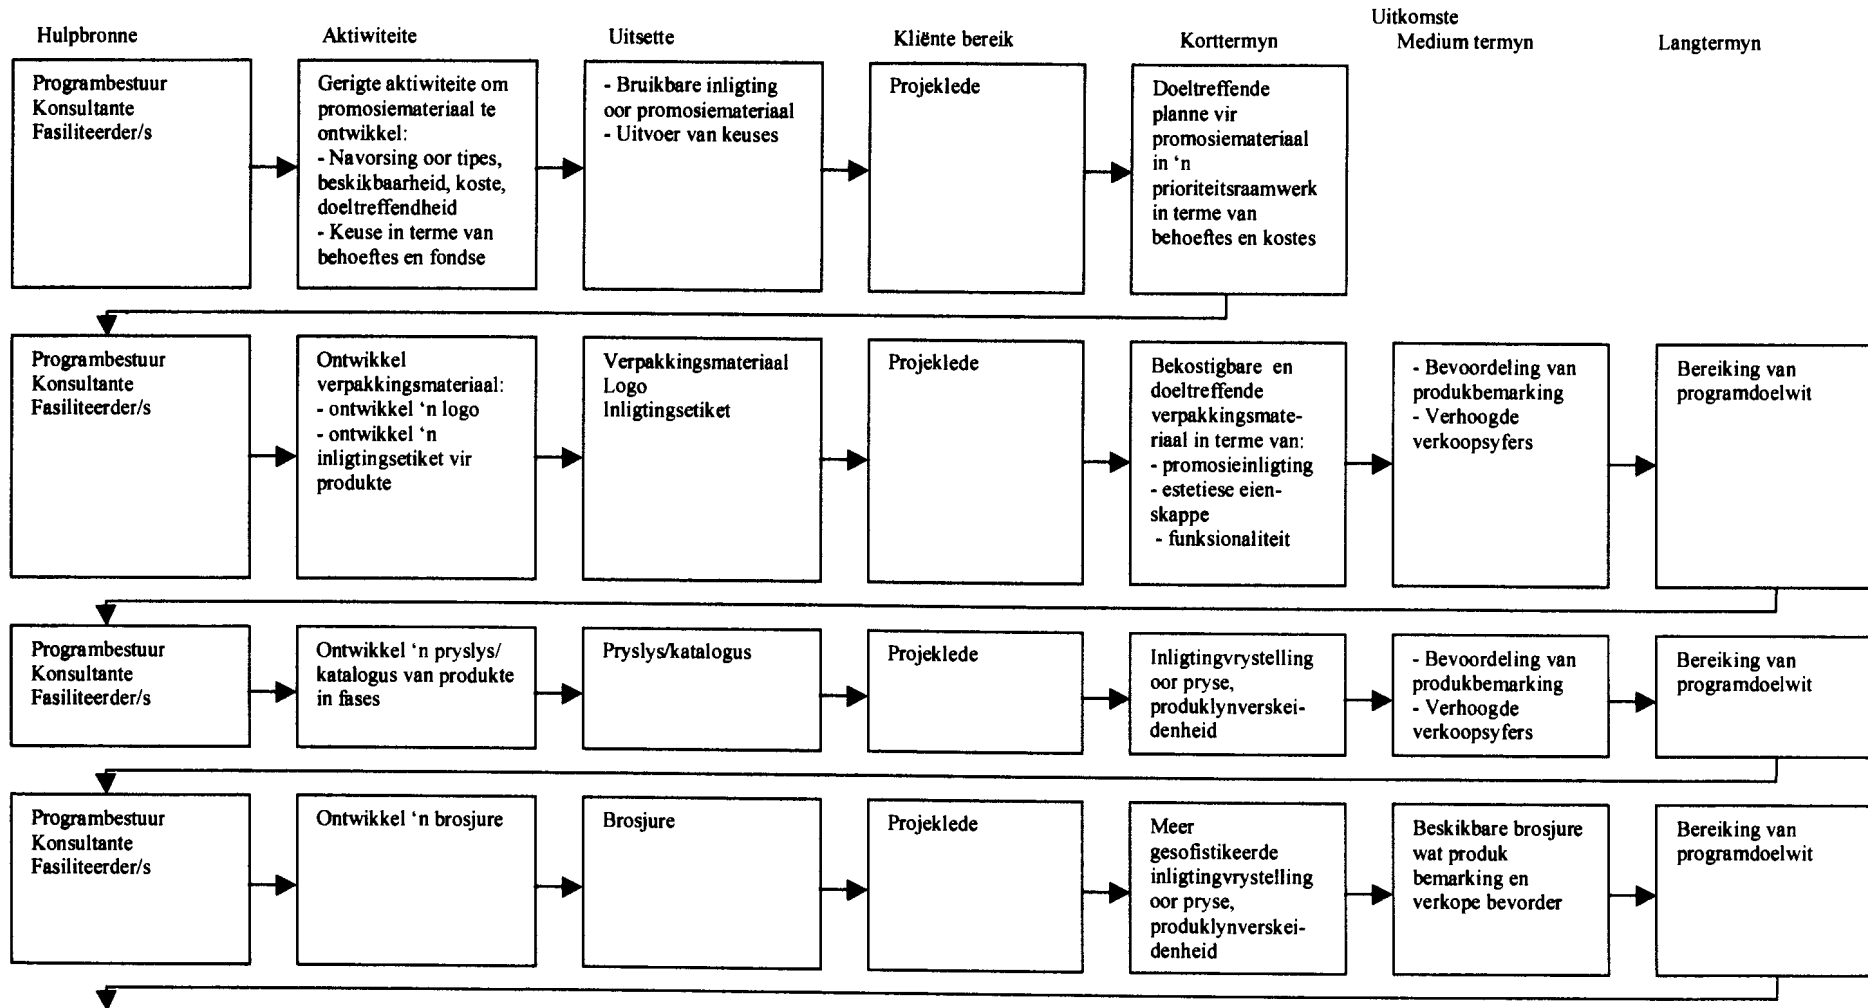 Uitkomste
Hulpbronne
Aktiwiteite
Uitsette
Kliënte bereik
Korttermyn
Medium termyn
Langtermyn
Programbestuur
Konsultante
Fasiliteerder/s
Gerigte aktiwiteite om
promosiemateriaal te
ontwikkel:
- Navorsing oor tipes,
beskikbaarheid, koste,
doeltreffendheid
- Keuse in terme van
behoeftes en fondse
- Bruikbare inligting
oor promosiemateriaal
- Uitvoer van keuses
Projeklede
Doeltreffende
planne vir
promosiemateriaal
in ‘n
prioriteitsraamwerk
in terme van
behoeftes en kostes
Programbestuur
Konsultante
Fasiliteerder/s
Ontwikkel
verpakkingsmateriaal:
- ontwikkel ‘n logo
- ontwikkel ‘n
inligtingsetiket vir
produkte
Verpakkingsmateriaal
Logo
Inligtingsetiket
Projeklede
Bekostigbare en
doeltreffende
verpakkingsmate-
riaal in terme van:
- promosieinligting
- estetiese eien-
skappe
- funksionaliteit
- Bevoordeling van
produkbemarking
- Verhoogde
verkoopsyfers
Bereiking van
programdoelwit
Programbestuur
Konsultante
Fasiliteerder/s
Ontwikkel ‘n pryslys/
katalogus van produkte
in fases
Pryslys/katalogus
Projeklede
Inligtingvrystelling
oor pryse,
produklynverskei-
denheid
- Bevoordeling van
produkbemarking
- Verhoogde
verkoopsyfers
Bereiking van
programdoelwit
Programbestuur
Konsultante
Fasiliteerder/s
Ontwikkel ‘n brosjure
Brosjure
Projeklede
Meer
gesofistikeerde
inligtingvrystelling
oor pryse,
produklynverskei-
denheid
Beskikbare brosjure
wat produk
bemarking en
verkope bevorder
Bereiking van
programdoelwit